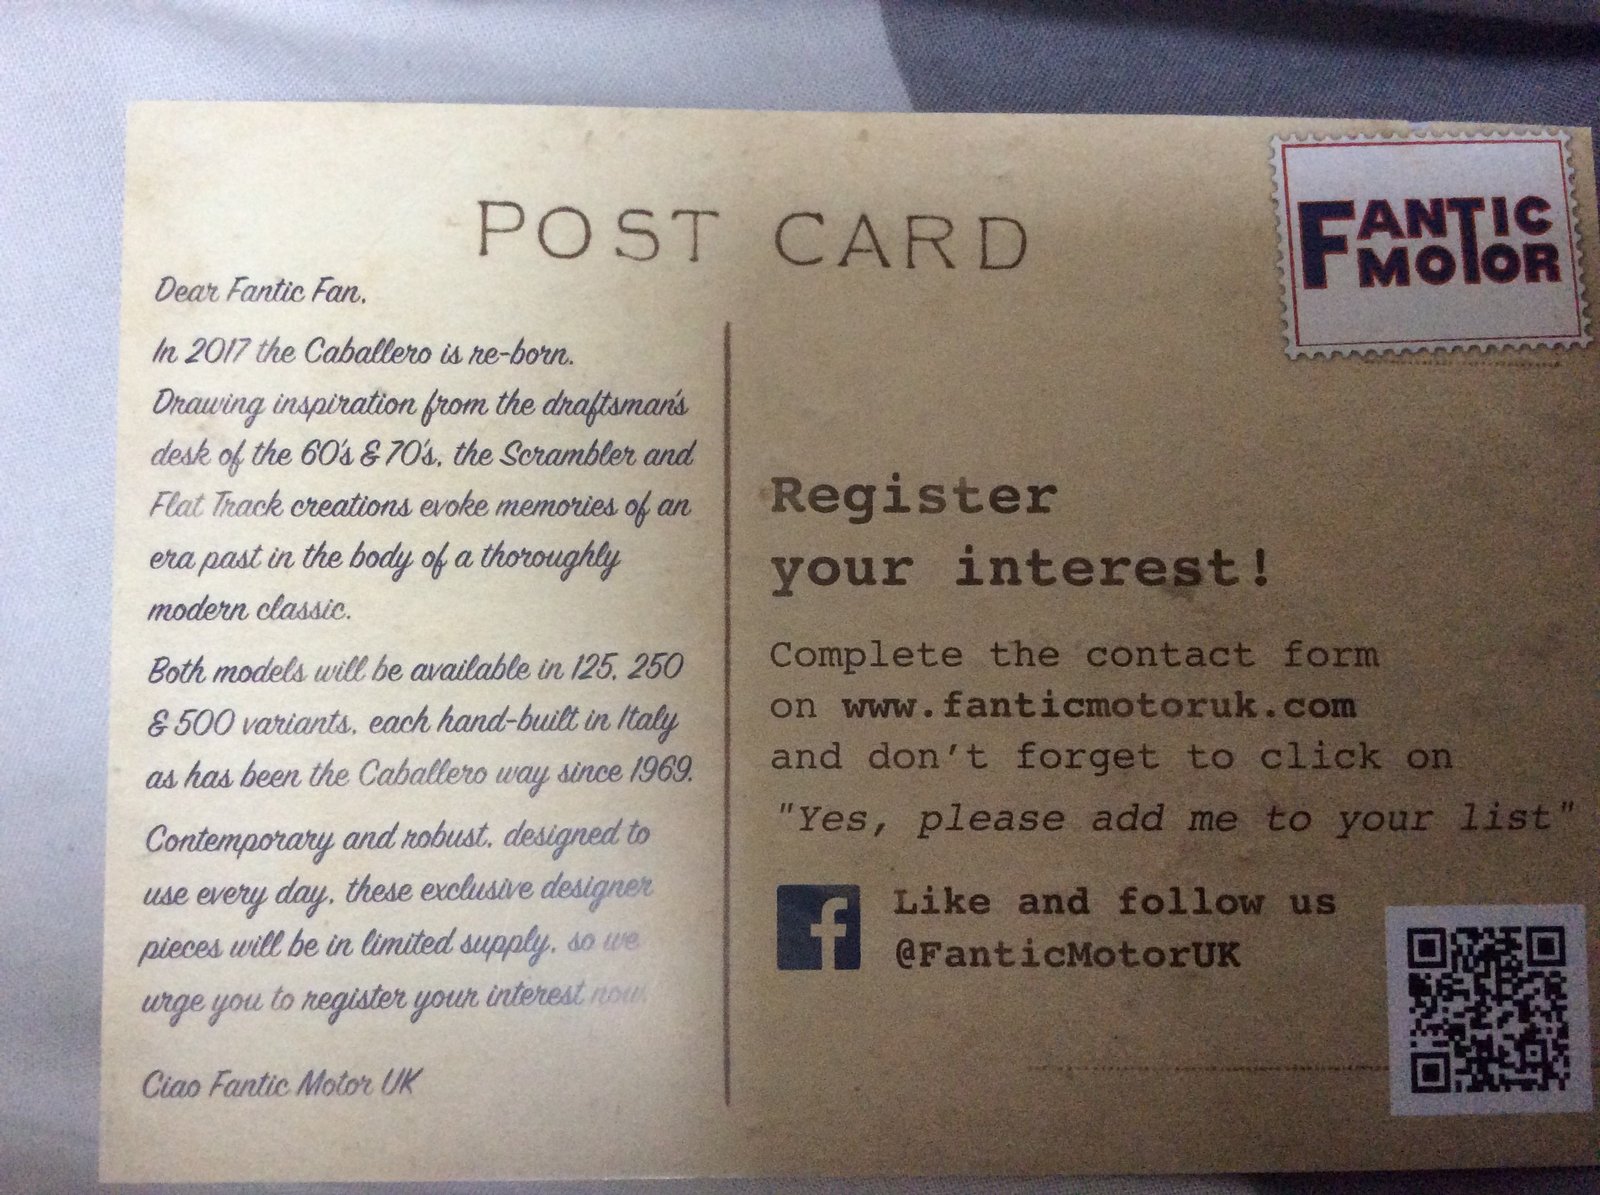 POST CARD
FANTIC
MOTOR
Dear Fantic Fan,
In 2017 the Caballero is re-born.
Drawing inspiration from the draftsman's
desk of the 60's & 70's, the Scrambler and
Flat Track creations evoke memories of an
era past in the body of a thoroughly
modern classic.
Both models will be available in 125, 250
& 500 variants, each hand-built in Italy
as has been the Caballero way since 1969.
Contemporary and robust, designed to
use every day, these exclusive designer
pieces will be in limited supply, so we
urge you to register your interest now!
Ciao Fantic Motor UK
Register
your interest!
Complete the contact form
on www.fanticmotoruk.com
and don't forget to click on
"Yes, please add me to your list"
f Like and follow us
@FanticMotorUK